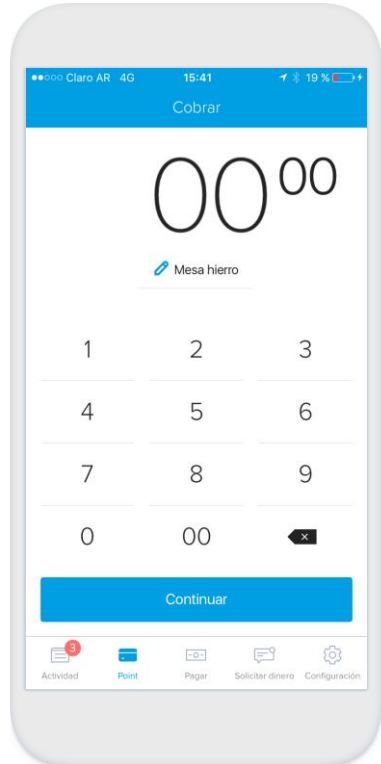 Claro AR 4G 15:41 19 %
Cobrar
00 00
Mesa hierro
1 2 3
4 5 6
7 8 9
0 00
Continuar
3
Actividad Point Pagar Solicitar dinero Configuración